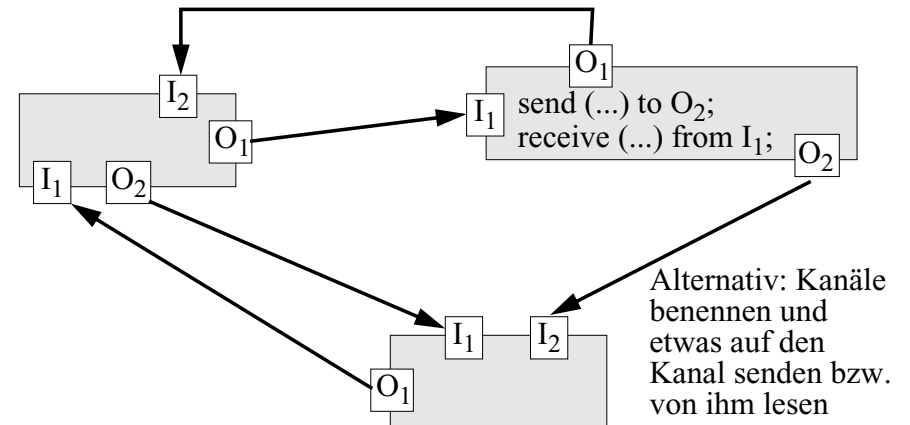 O1
I2
I1
send (...) to O2;
receive (...) from I1;
O1
O2
I1
O2
Alternativ: Kanäle
benennen und
etwas auf den
Kanal senden bzw.
von ihm lesen
I1
I2
O1